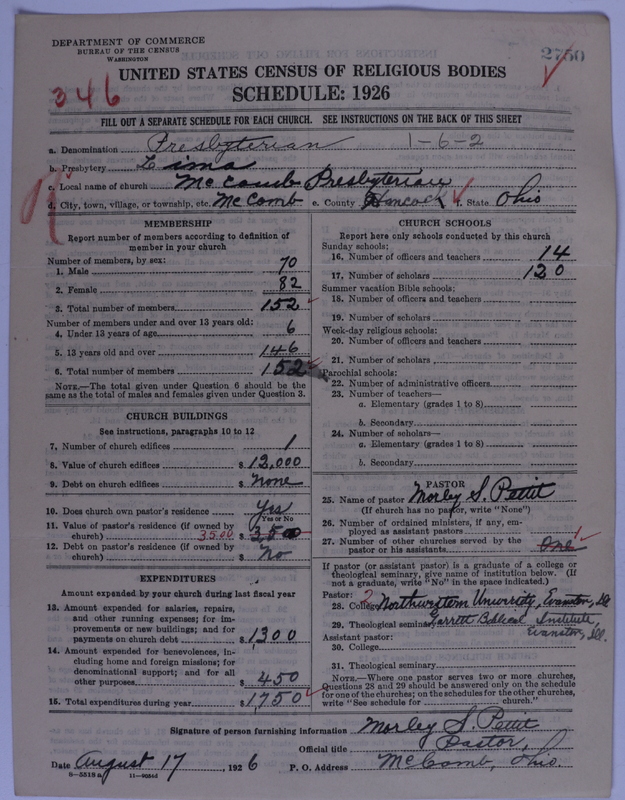 DEPARTMENT OF COMMERCE
BUREAU OF THE CENSUS
WASHINGTON
2750
UNITED STATES CENSUS OF RELIGIOUS BODIES
346
SCHEDULE: 1926
FILL OUT A SEPARATE SCHEDULE FOR EACH CHURCH. SEE INSTRUCTIONS ON THE BACK OF THIS SHEET
a. Denomination Presbyterian 1-6-2
b. Presbytery Lima
c. Local name of church McComb Presbyterian
d. City, town, village, or township, etc. McComb e. County Hancock f. State Ohio
MEMBERSHIP
Report number of members according to definition of
member in your church
Number of members, by sex:
1. Male 70
2. Female 82
3. Total number of members 152
Number of members under and over 13 years old:
4. Under 13 years of age 6
5. 13 years old and over 146
6. Total number of members 152
NOTE.—The total given under Question 6 should be the
same as the total of males and females given under Question 3.
CHURCH BUILDINGS
See instructions, paragraphs 10 to 12
7. Number of church edifices 1
8. Value of church edifices $ 12,000
9. Debt on church edifices $ None
10. Does church own pastor's residence Yes
Yes or No
11. Value of pastor's residence (if owned by
church) 3500 $ 3500
12. Debt on pastor's residence (if owned by
church) $ No
EXPENDITURES
Amount expended by your church during last fiscal year
13. Amount expended for salaries, repairs,
and other running expenses; for im-
provements or new buildings; and for
payments on church debt $ 1300
14. Amount expended for benevolences, in-
cluding home and foreign missions; for
denominational support; and for all
other purposes $ 450
15. Total expenditures during year $ 1750
CHURCH SCHOOLS
Report here only schools conducted by this church
Sunday schools:
16. Number of officers and teachers 14
17. Number of scholars 120
Summer vacation Bible schools:
18. Number of officers and teachers
19. Number of scholars
Week-day religious schools:
20. Number of officers and teachers
21. Number of scholars
Parochial schools:
22. Number of administrative officers
23. Number of teachers—
a. Elementary (grades 1 to 8)
b. Secondary
24. Number of scholars—
a. Elementary (grades 1 to 8)
b. Secondary
PASTOR
25. Name of pastor Morley S. Pettit
(If church has no pastor, write "None")
26. Number of ordained ministers, if any, em-
ployed as assistant pastors
27. Number of other churches served by the
pastor or his assistants One 1
If pastor (or assistant pastor) is a graduate of a college or
theological seminary, give name of institution below. (If
not a graduate, write "No" in the space indicated.)
Pastor: 2
28. College Northwestern University, Evanston, Ill
29. Theological seminary Garrett Biblical Institute,
Evanston, Ill.
Assistant pastor:
30. College
31. Theological seminary
NOTE.—Where one pastor serves two or more churches,
Questions 28 and 29 should be answered only on the schedule
for one of the churches; on the schedules for the other churches,
write "See schedule for church."
Signature of person furnishing information Morley S. Pettit
Official title Pastor,
Date August 17, 1926 P. O. Address McComb, Ohio.
8—5518a 11—9054d